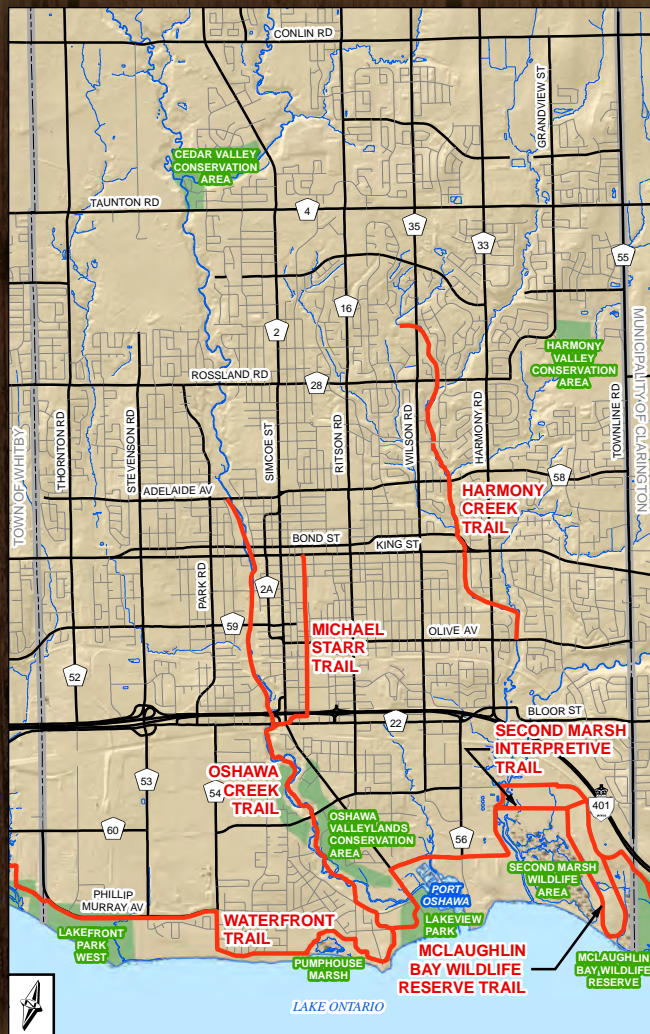 CONLIN RD
GRANDVIEW ST
CEDAR VALLEY
CONSERVATION
AREA
TAUNTON RD
4
35
33
55
2
16
MUNICIPALITY OF CLARINGTON
HARMONY
VALLEY
CONSERVATION
AREA
ROSSLAND RD
28
TOWN OF WHITBY
THORNTON RD
STEVENSON RD
SIMCOE ST
RITSON RD
WILSON RD
HARMONY RD
TOWNLINE RD
58
ADELAIDE AV
HARMONY
CREEK
TRAIL
BOND ST
KING ST
PARK RD
2A
59
MICHAEL
STARR
TRAIL
OLIVE AV
52
BLOOR ST
22
SECOND MARSH
INTERPRETIVE
TRAIL
53
54
OSHAWA
CREEK
TRAIL
401
60
OSHAWA
VALLEYLANDS
CONSERVATION
AREA
56
SECOND MARSH
WILDLIFE
AREA
PORT
OSHAWA
PHILLIP
MURRAY AV
LAKEFRONT
PARK
WEST
WATERFRONT
TRAIL
LAKEVIEW
PARK
PUMPHOUSE
MARSH
MCLAUGHLIN
BAY WILDLIFE
RESERVE TRAIL
MCLAUGHLIN
BAY WILDLIFE
RESERVE
LAKE ONTARIO